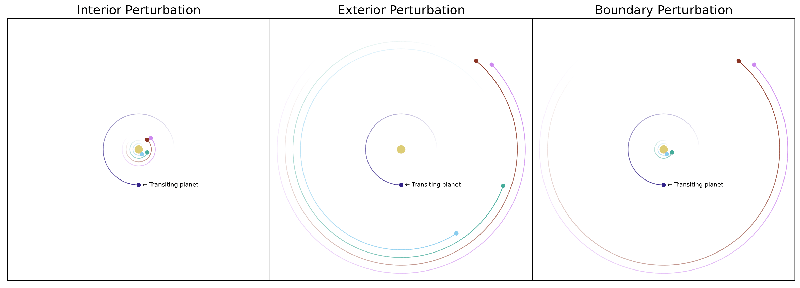 Interior Perturbation
Exterior Perturbation
Boundary Perturbation
← Transiting planet
← Transiting planet
← Transiting planet